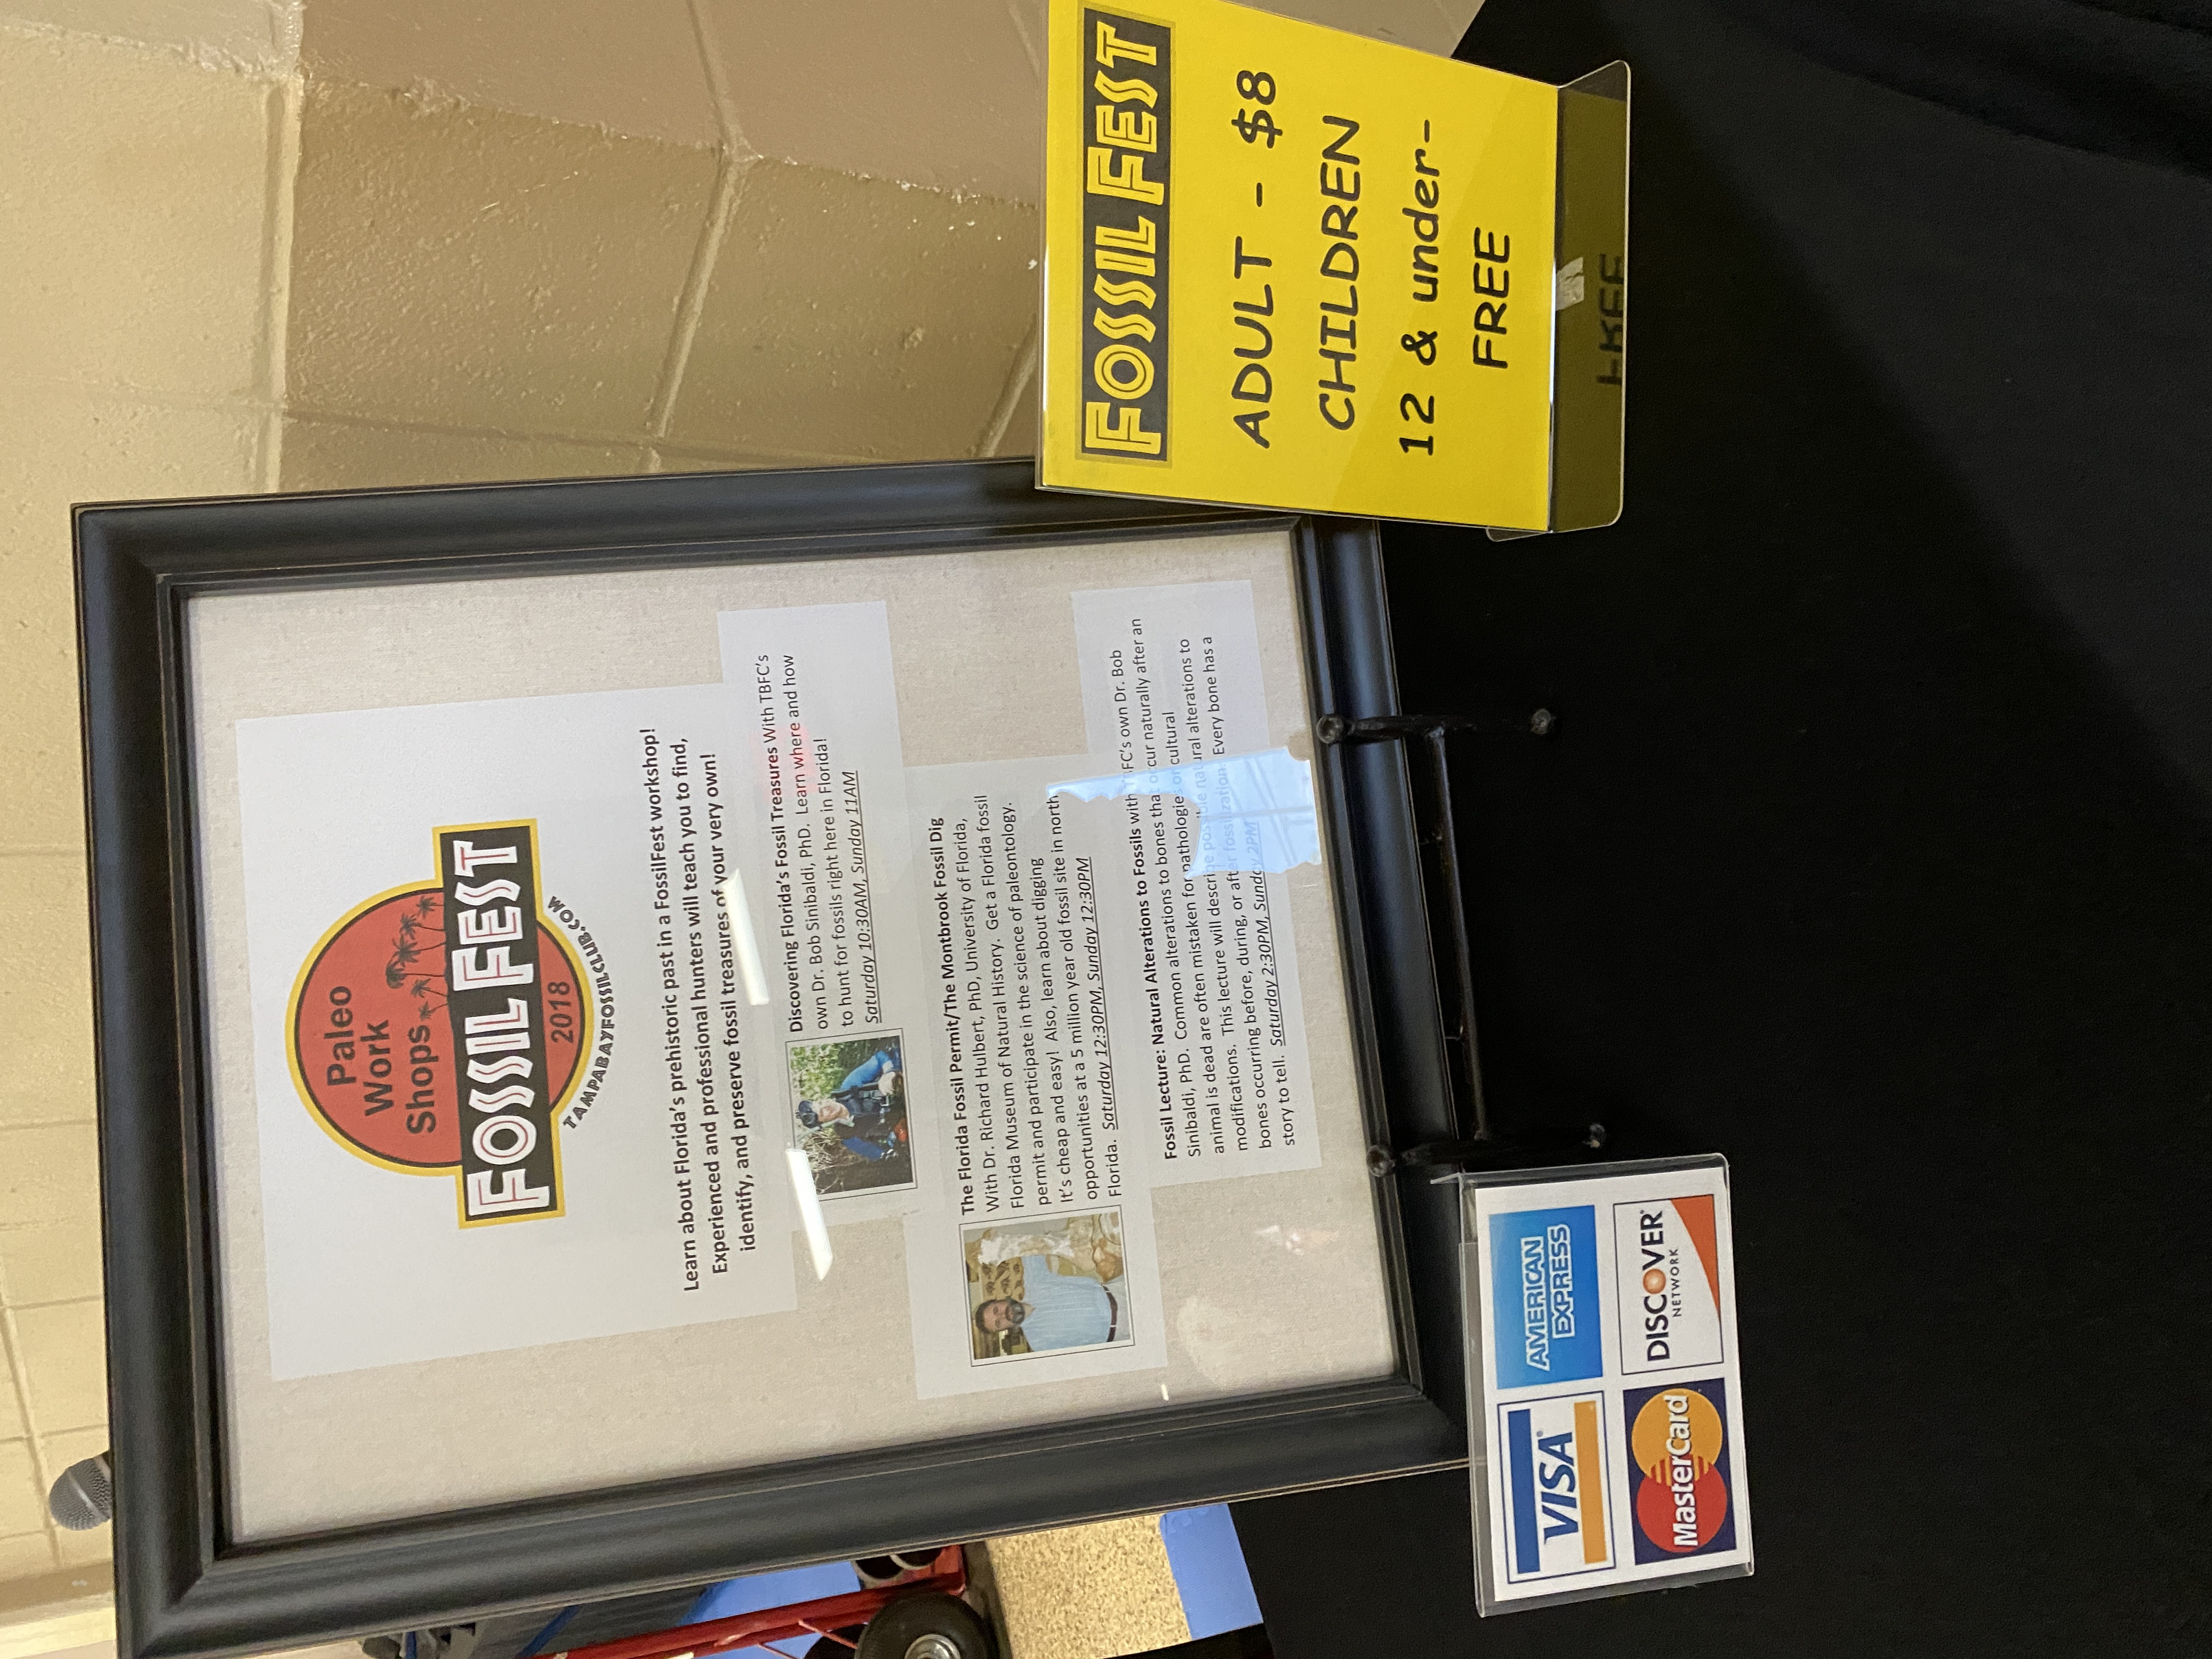 Paleo
Work
Shops
FOSSIL FEST
2018
TAMPABAYFOSSILCLUB.COM
Learn about Florida's prehistoric past in a FossilFest workshop!
Experienced and professional hunters will teach you to find,
identify, and preserve fossil treasures of your very own!
Discovering Florida's Fossil Treasures With TBFC's
own Dr. Bob Sinibaldi, PhD. Learn where and how
to hunt for fossils right here in Florida!
Saturday 10:30AM, Sunday 11AM
The Florida Fossil Permit/The Montbrook Fossil Dig
With Dr. Richard Hulbert, PhD, University of Florida,
Florida Museum of Natural History. Get a Florida fossil
permit and participate in the science of paleontology.
It's cheap and easy! Also, learn about digging
opportunities at a 5 million year old fossil site in north
Florida. Saturday 12:30PM, Sunday 12:30PM
Fossil Lecture: Natural Alterations to Fossils with TBFC's own Dr. Bob
Sinibaldi, PhD. Common alterations to bones that occur naturally after an
animal is dead are often mistaken for pathologies or cultural
modifications. This lecture will describe possible natural alterations to
bones occurring before, during, or after fossilization. Every bone has a
story to tell. Saturday 2:30PM, Sunday 2PM
FOSSIL FEST
ADULT - $8
CHILDREN
12 & under-
FREE
VISA
AMERICAN
EXPRESS
MasterCard
DISCOVER
NETWORK